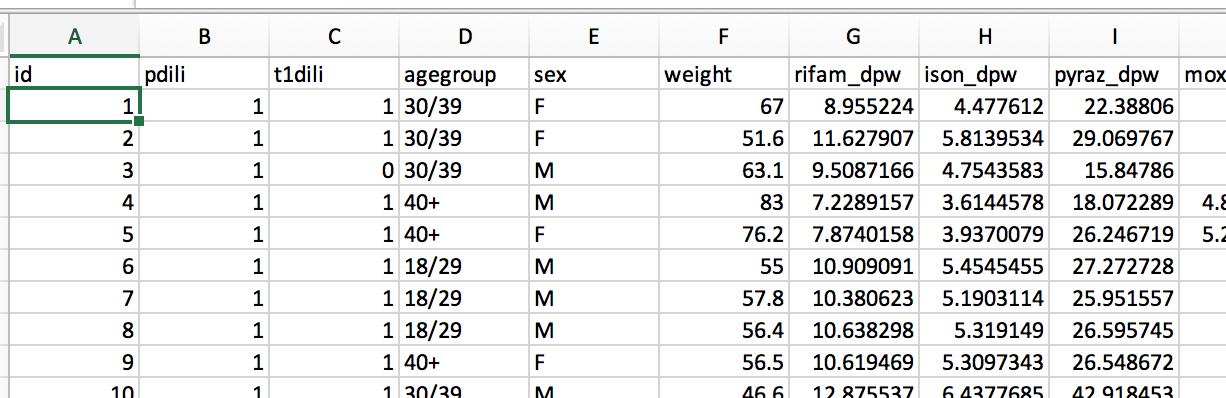 A B C D E F G H I
id pdili t1dili agegroup sex weight rifam_dpw ison_dpw pyraz_dpw mox
1 1 1 30/39 F 67 8.955224 4.477612 22.38806
2 1 1 30/39 F 51.6 11.627907 5.8139534 29.069767
3 1 0 30/39 M 63.1 9.5087166 4.7543583 15.84786
4 1 1 40+ M 83 7.2289157 3.6144578 18.072289 4.8
5 1 1 40+ F 76.2 7.8740158 3.9370079 26.246719 5.2
6 1 1 18/29 M 55 10.909091 5.4545455 27.272728
7 1 1 18/29 M 57.8 10.380623 5.1903114 25.951557
8 1 1 18/29 M 56.4 10.638298 5.319149 26.595745
9 1 1 40+ F 56.5 10.619469 5.3097343 26.548672
10 1 1 30/39 M 46.6 12.875537 6.4377685 42.918453